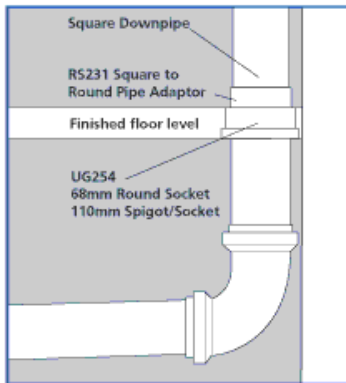 Square Downpipe
RS231 Square to
Round Pipe Adaptor
Finished floor level
UG254
68mm Round Socket
110mm Spigot/Socket